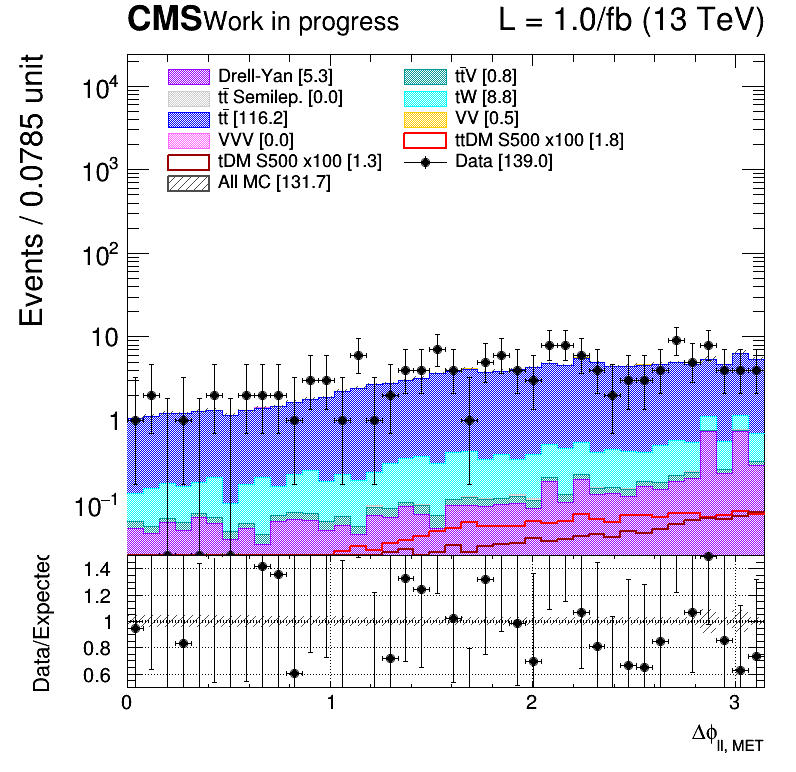 CMS Work in progress L = 1.0/fb (13 TeV)
Events / 0.0785 unit
10⁴
10³
10²
10
1
10⁻¹
Drell-Yan [5.3]
tt̄V [0.8]
tt̄ Semilep. [0.0]
tW [8.8]
tt̄ [116.2]
VV [0.5]
VVV [0.0]
ttDM S500 x100 [1.8]
tDM S500 x100 [1.3]
Data [139.0]
All MC [131.7]
Data/Expected
1.4
1.2
1
0.8
0.6
0 1 2 3
Δϕ ll, MET